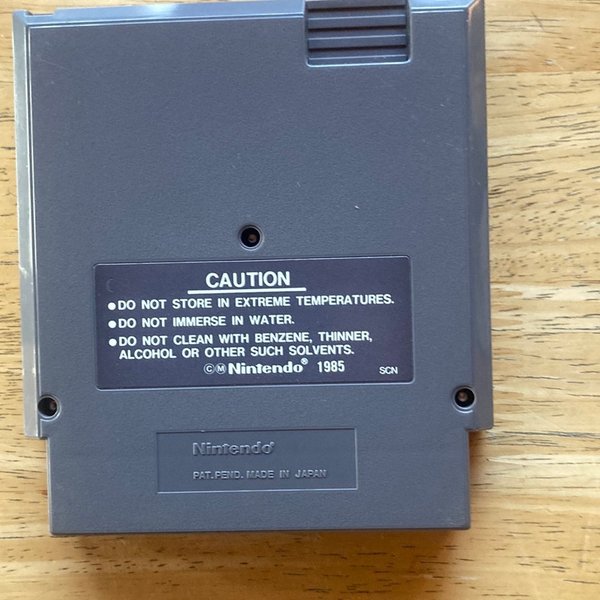 CAUTION
●DO NOT STORE IN EXTREME TEMPERATURES.
●DO NOT IMMERSE IN WATER.
●DO NOT CLEAN WITH BENZENE, THINNER,
ALCOHOL OR OTHER SUCH SOLVENTS.
©Ⓜ Nintendo® 1985 SCN
Nintendo®
PAT. PEND. MADE IN JAPAN